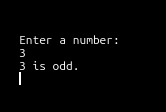 Enter a number:
3
3 is odd.